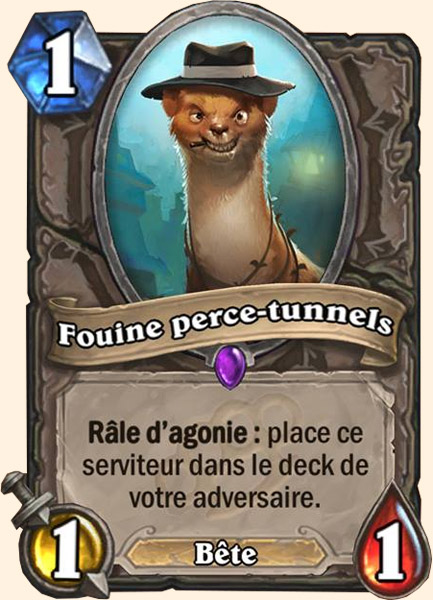 1
Fouine perce-tunnels
Râle d'agonie : place ce
serviteur dans le deck de
votre adversaire.
1
Bête
1